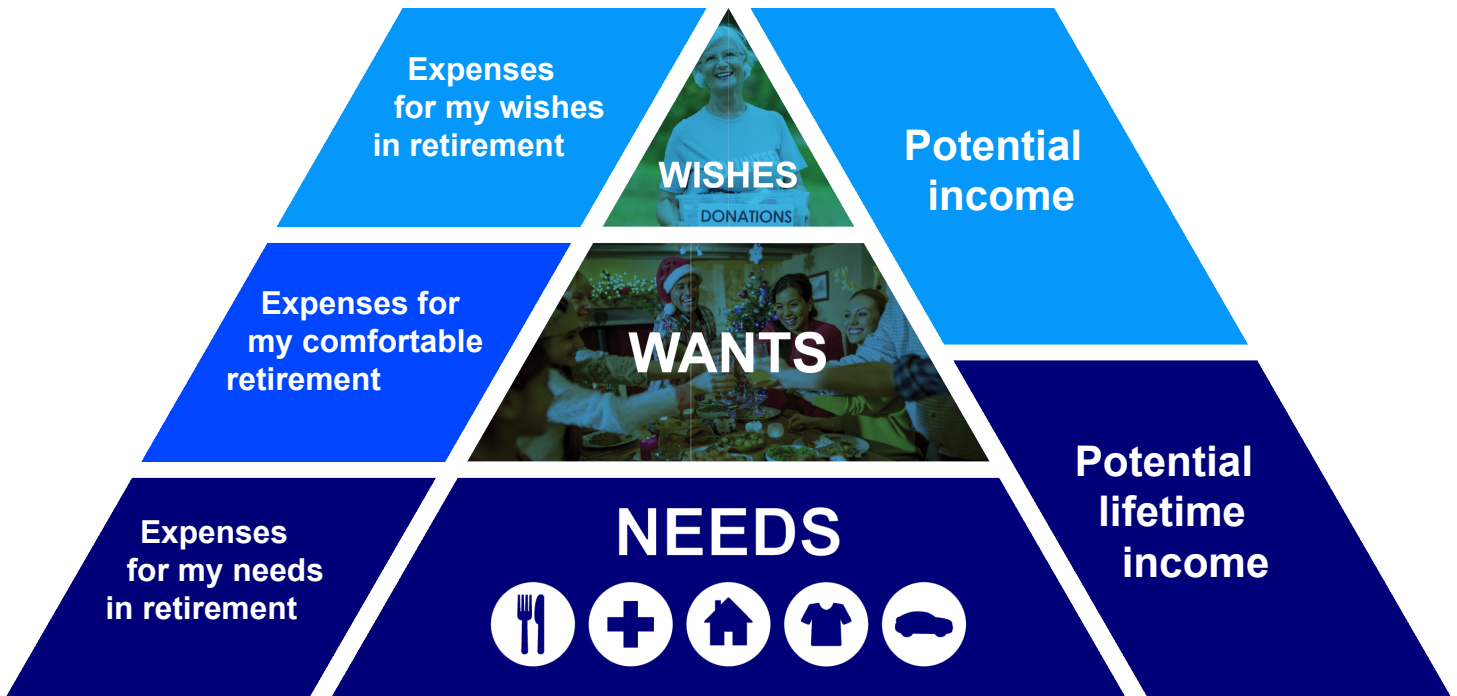 Expenses
for my wishes
in retirement
WISHES
DONATIONS
Potential
income
Expenses for
my comfortable
retirement
WANTS
Expenses
for my needs
in retirement
NEEDS
Potential
lifetime
income